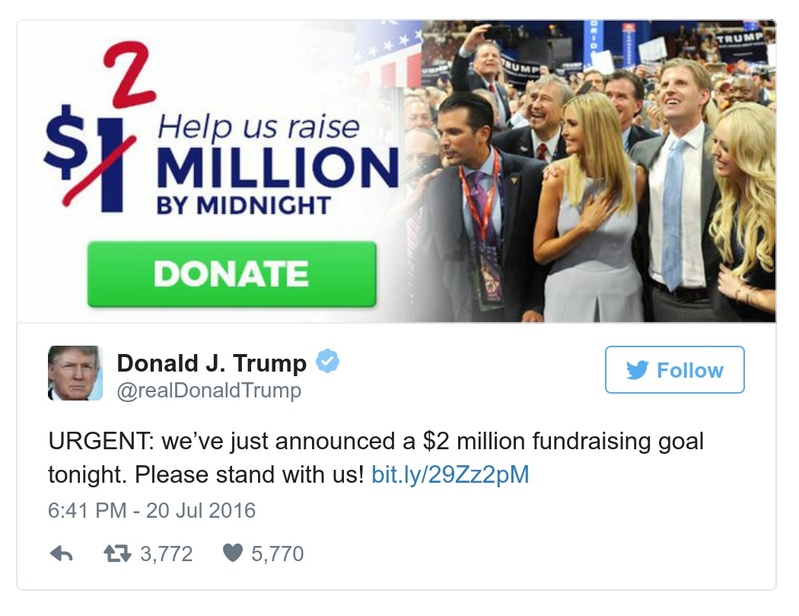 2
$1
Help us raise
MILLION
BY MIDNIGHT
DONATE
TRUMP
TRUMP
Donald J. Trump
@realDonaldTrump
Follow
URGENT: we've just announced a $2 million fundraising goal
tonight. Please stand with us! bit.ly/29Zz2pM
6:41 PM - 20 Jul 2016
3,772 5,770